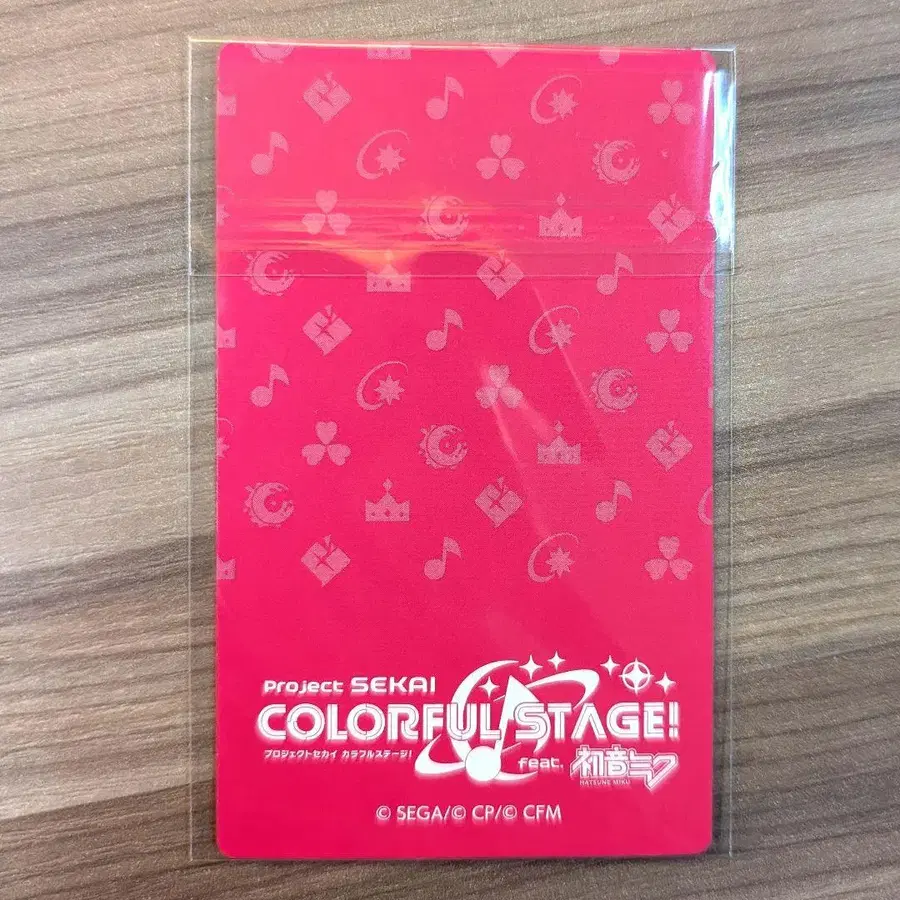 Project SEKAI
COLORFUL STAGE!
プロジェクトセカイ カラフルステージ!
feat. 初音ミク
HATSUNE MIKU
© SEGA/© CP/© CFM